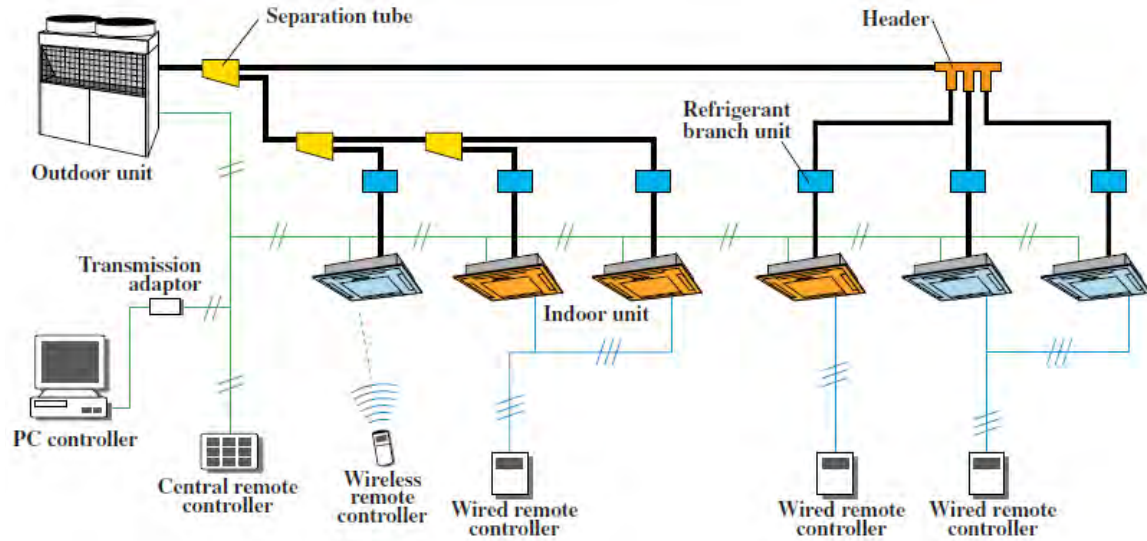 Separation tube
Header
Refrigerant
branch unit
Outdoor unit
Transmission
adaptor
Indoor unit
PC controller
Central remote
controller
Wireless
remote
controller
Wired remote
controller
Wired remote
controller
Wired remote
controller